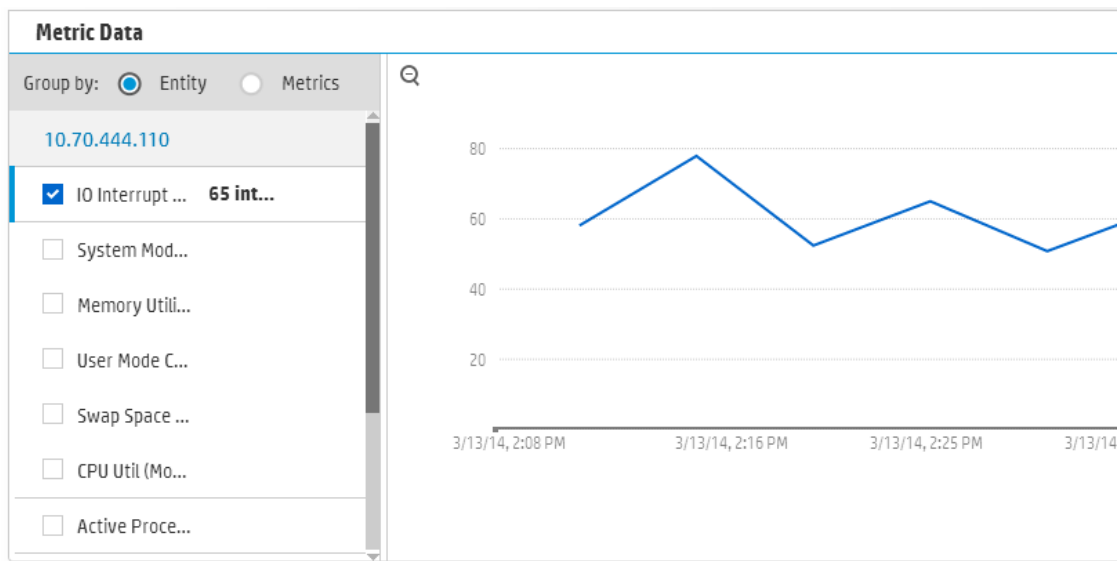 Metric Data
Group by: Entity Metrics
10.70.444.110
IO Interrupt ... 65 int...
System Mod...
Memory Utili...
User Mode C...
Swap Space ...
CPU Util (Mo...
Active Proce...
80
60
40
20
3/13/14, 2:08 PM 3/13/14, 2:16 PM 3/13/14, 2:25 PM 3/13/14